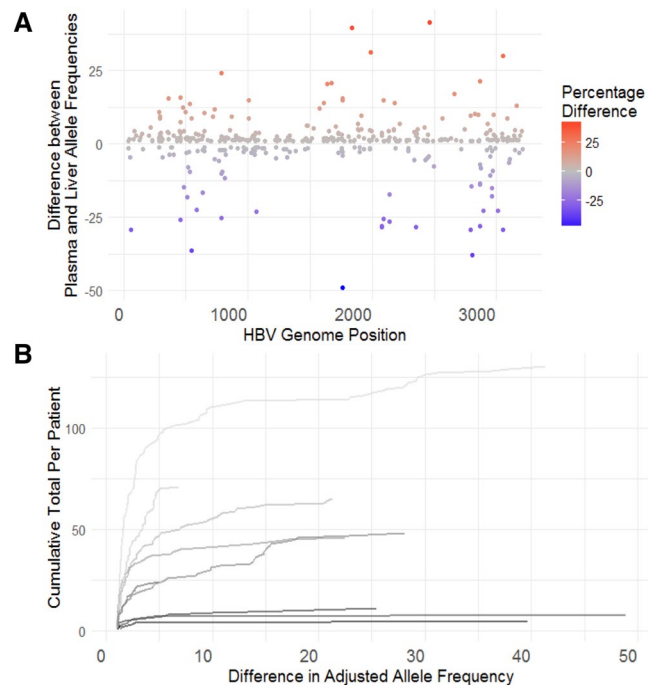 A
Difference between
Plasma and Liver Allele Frequencies
25
0
-25
-50
0 1000 2000 3000
HBV Genome Position
Percentage
Difference
25
0
-25
B
Cumulative Total Per Patient
100
50
0
0 10 20 30 40 50
Difference in Adjusted Allele Frequency